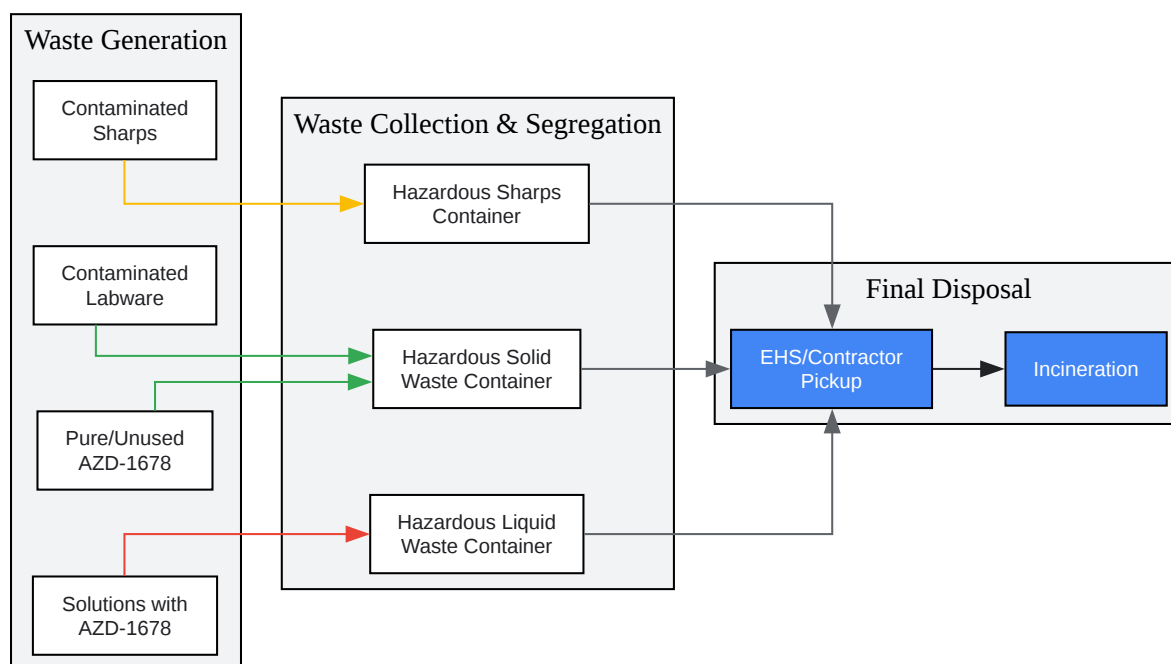 Waste Generation
Contaminated
Sharps
Contaminated
Labware
Pure/Unused
AZD-1678
Solutions with
AZD-1678
Waste Collection & Segregation
Hazardous Sharps
Container
Hazardous Solid
Waste Container
Hazardous Liquid
Waste Container
Final Disposal
EHS/Contractor
Pickup
Incineration